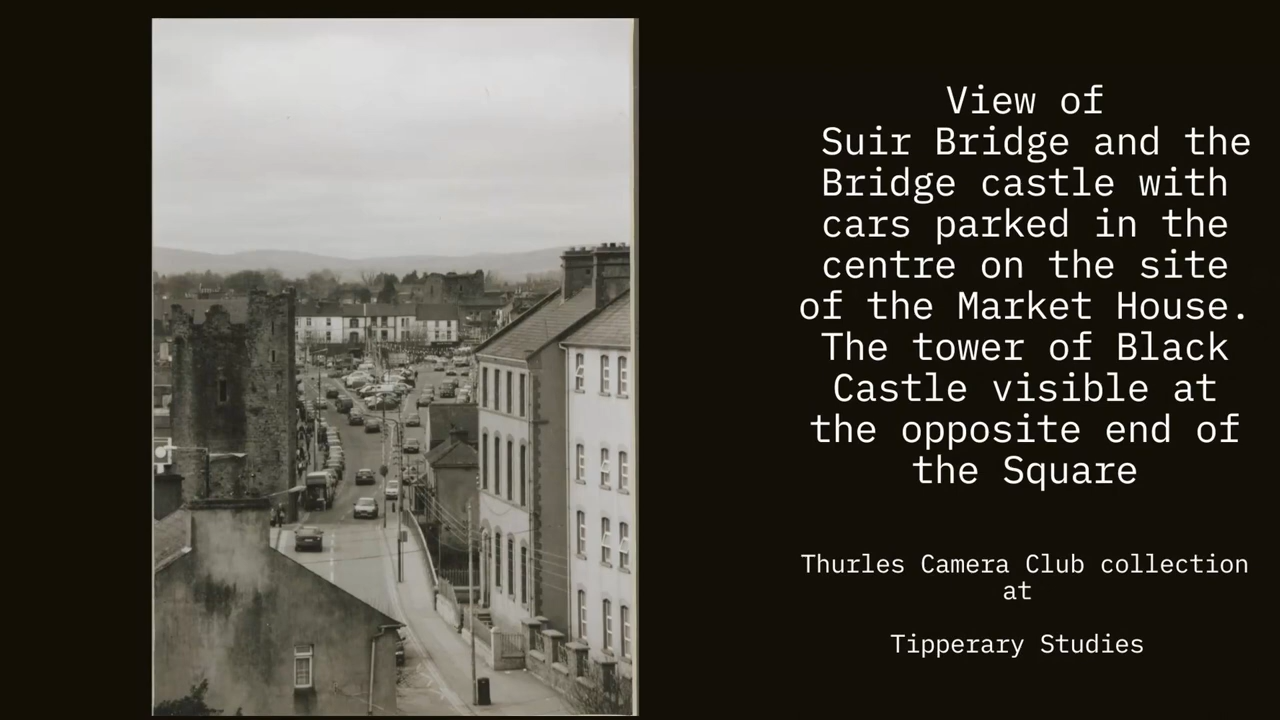 View of
Suir Bridge and the
Bridge castle with
cars parked in the
centre on the site
of the Market House.
The tower of Black
Castle visible at
the opposite end of
the Square
Thurles Camera Club collection
at
Tipperary Studies